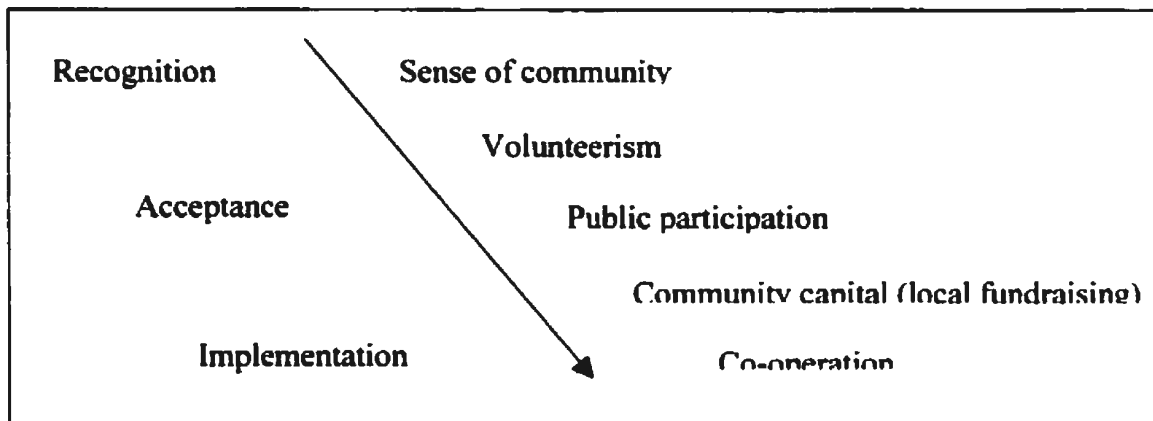 Recognition
Sense of community
Volunteerism
Acceptance
Public participation
Community capital (local fundraising)
Implementation
Co-operation